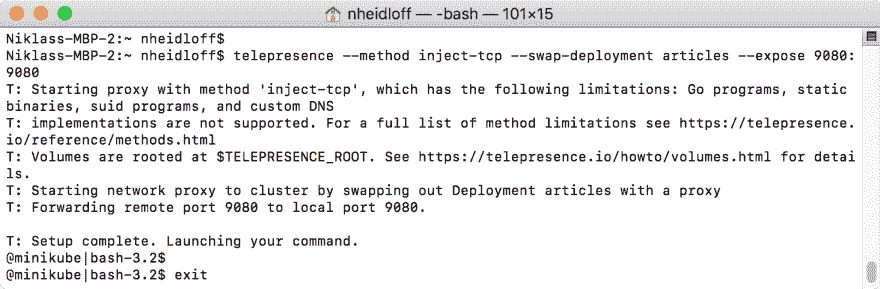 nheidloff — -bash — 101×15
Niklass-MBP-2:~ nheidloff$
Niklass-MBP-2:~ nheidloff$ telepresence --method inject-tcp --swap-deployment articles --expose 9080:
9080
T: Starting proxy with method 'inject-tcp', which has the following limitations: Go programs, static
binaries, suid programs, and custom DNS
T: implementations are not supported. For a full list of method limitations see https://telepresence.
io/reference/methods.html
T: Volumes are rooted at $TELEPRESENCE_ROOT. See https://telepresence.io/howto/volumes.html for detai
ls.
T: Starting network proxy to cluster by swapping out Deployment articles with a proxy
T: Forwarding remote port 9080 to local port 9080.
T: Setup complete. Launching your command.
@minikube|bash-3.2$
@minikube|bash-3.2$ exit